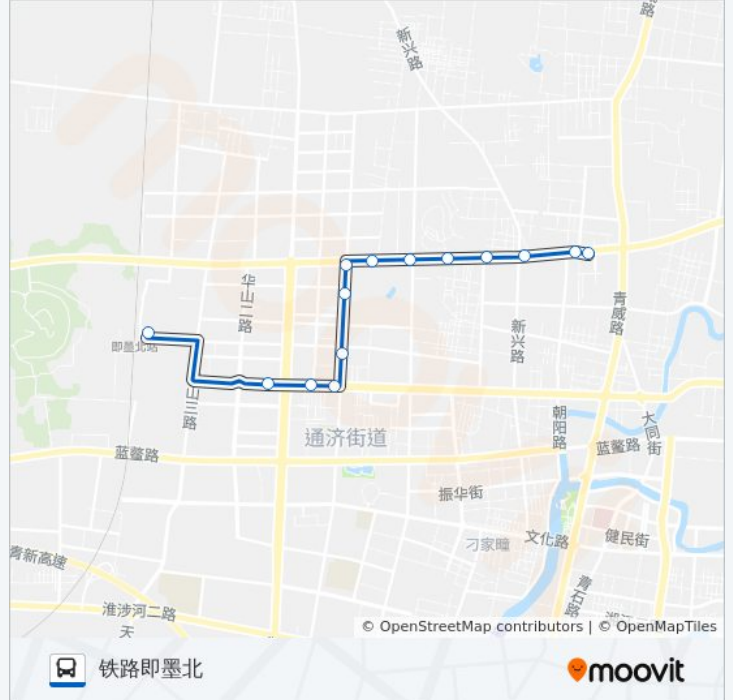 路
新兴路
华山二路
青威路
即墨北站
新兴路
山三路
朝阳路
大同街
通济街道
蓝鳌路
蓝鳌路
振华街
文化路
健民街
刁家疃
青新高速
青石路
淮涉河二路
天
© OpenStreetMap contributors | © OpenMapTiles
铁路即墨北
moovit